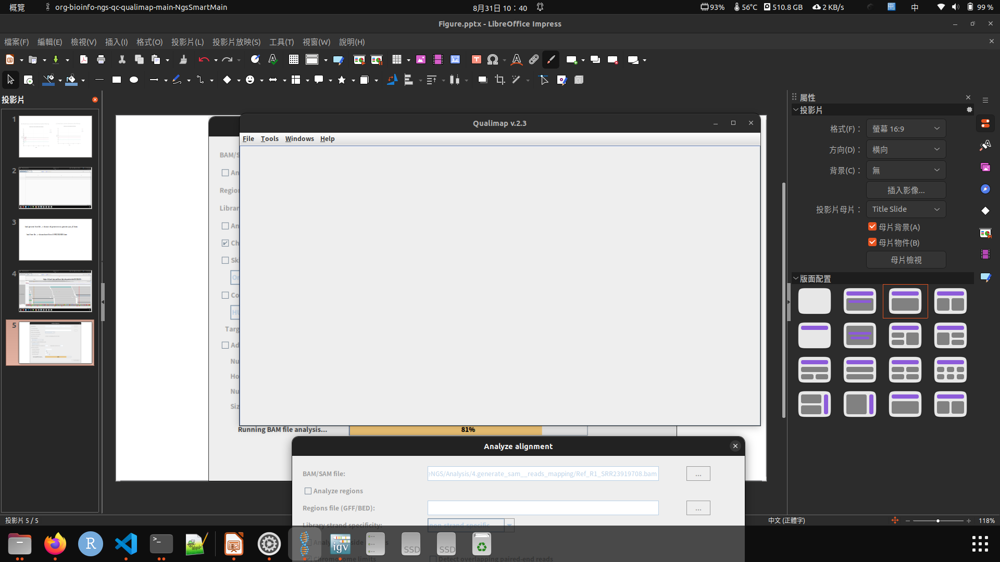 概覽
org-bioinfo-ngs-qc-qualimap-main-NgsSmartMain
8月31日 10：40
93%
56°C
510.8 GB
2 KB/s
中
中
99 %
Figure.pptx - LibreOffice Impress
檔案(F) 編輯(E) 檢視(V) 插入(I) 格式(O) 投影片(L) 投影片放映(S) 工具(T) 視窗(W) 說明(H)
投影片
1
2
3
4
5
Qualimap v.2.3
File Tools Windows Help
BAM/S
An
Region
Librar
An
Ch
Sk
Co
Targ
Ad
Nu
Ho
Nu
Siz
Running BAM file analysis...
81%
Analyze alignment
BAM/SAM file:
eNGS/Analysis/4.generate_sam__reads_mapping/Ref_R1_SRR23919708.bam
...
Analyze regions
Regions file (GFF/BED):
...
Library strand specificity:
non-strand-specific
Chromosome limits
Detect overlapping paired-end reads
屬性
投影片
格式(F)：
螢幕 16:9
方向(D)：
橫向
背景(C)：
無
插入影像...
投影片母片：
Title Slide
母片背景(A)
母片物件(B)
母片檢視
版面配置
投影片 5 / 5
中文 (正體字)
118%
R
igv
SSD
SSD